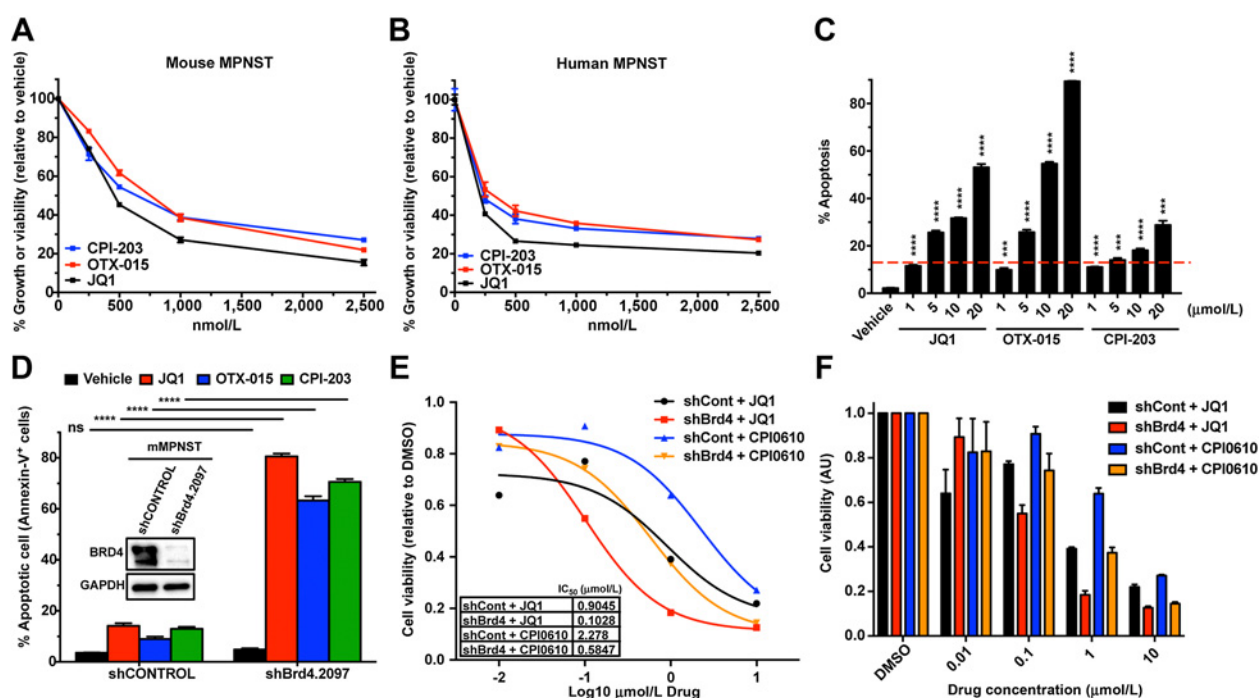 A
Mouse MPNST
% Growth or viability (relative to vehicle)
100
80
60
40
20
0
CPI-203
OTX-015
JQ1
0
500
1,000
1,500
2,000
2,500
nmol/L
B
Human MPNST
% Growth or viability (relative to vehicle)
100
80
60
40
20
0
CPI-203
OTX-015
JQ1
0
500
1,000
1,500
2,000
2,500
nmol/L
C
% Apoptosis
80
60
40
20
0
****
****
****
****
***
****
****
****
****
***
****
***
Vehicle
1
5
10
20
1
5
10
20
1
5
10
20
(μmol/L)
JQ1
OTX-015
CPI-203
D
Vehicle
JQ1
OTX-015
CPI-203
% Apoptotic cell (Annexin-V+ cells)
80
60
40
20
0
****
****
****
ns
mMPNST
shCONTROL
shBrd4.2097
BRD4
GAPDH
shCONTROL
shBrd4.2097
E
Cell viability (relative to DMSO)
1.0
0.8
0.6
0.4
0.2
0.0
shCont + JQ1
shBrd4 + JQ1
shCont + CPI0610
shBrd4 + CPI0610
IC50 (μmol/L)
shCont + JQ1 0.9045
shBrd4 + JQ1 0.1028
shCont + CPI0610 2.278
shBrd4 + CPI0610 0.5847
-2
-1
0
1
Log10 μmol/L Drug
F
Cell viability (AU)
1.0
0.8
0.6
0.4
0.2
0.0
shCont + JQ1
shBrd4 + JQ1
shCont + CPI0610
shBrd4 + CPI0610
DMSO
0.01
0.1
1
10
Drug concentration (μmol/L)